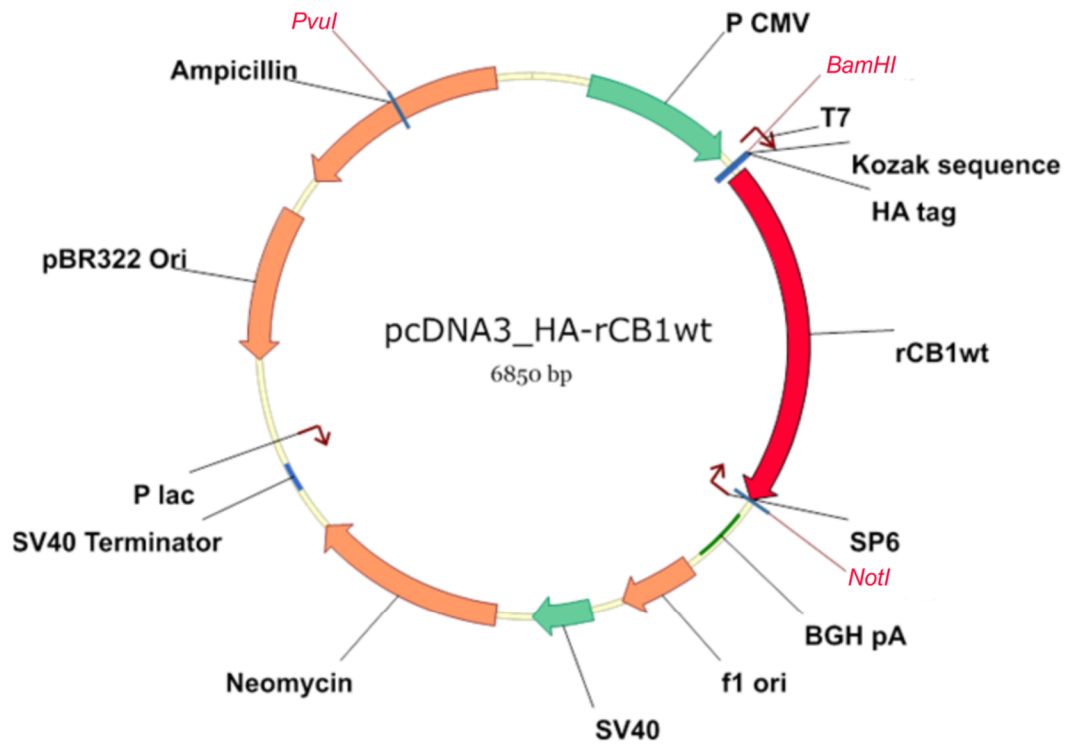 PvuI
P CMV
Ampicillin
BamHI
T7
Kozak sequence
HA tag
pBR322 Ori
pcDNA3_HA-rCB1wt
6850 bp
rCB1wt
P lac
SV40 Terminator
SP6
NotI
BGH pA
Neomycin
f1 ori
SV40